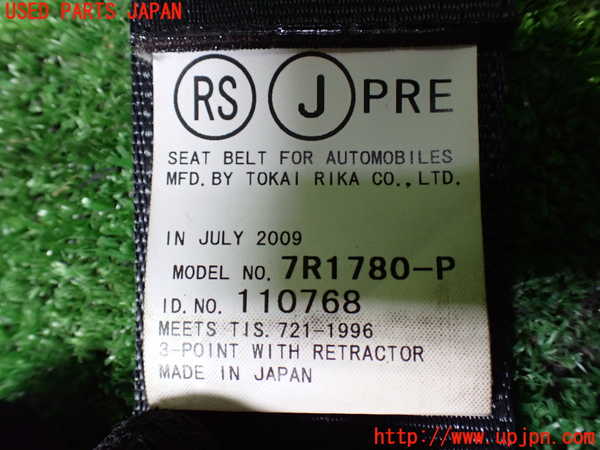 USED PARTS JAPAN
RS J PRE
SEAT BELT FOR AUTOMOBILES
MFD. BY TOKAI RIKA CO., LTD.
IN JULY 2009
MODEL NO. 7R1780-P
ID. NO. 110768
MEETS TIS. 721-1996
3-POINT WITH RETRACTOR
MADE IN JAPAN
http://www.upjpn.com